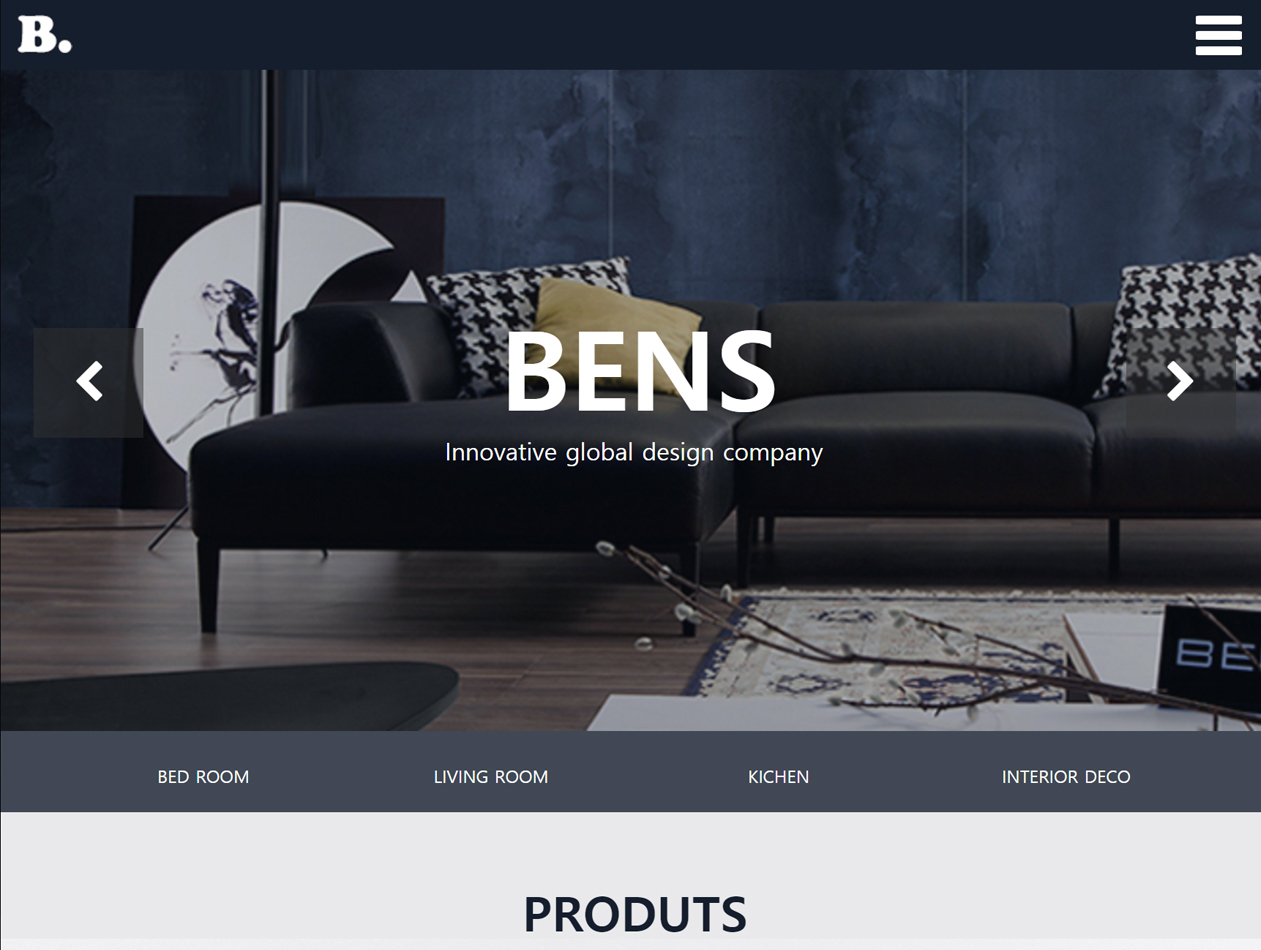 B.
BENS
Innovative global design company
BE
BED ROOM
LIVING ROOM
KICHEN
INTERIOR DECO
PRODUTS